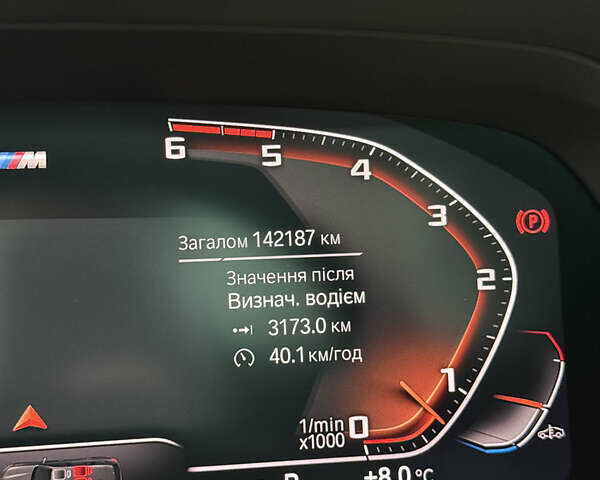 M
6
5
4
3
2
1
0
P
Загалом 142187 км
Значення після
Визнач. водієм
3173.0 км
40.1 км/год
1/min
x1000
+8.0 °C